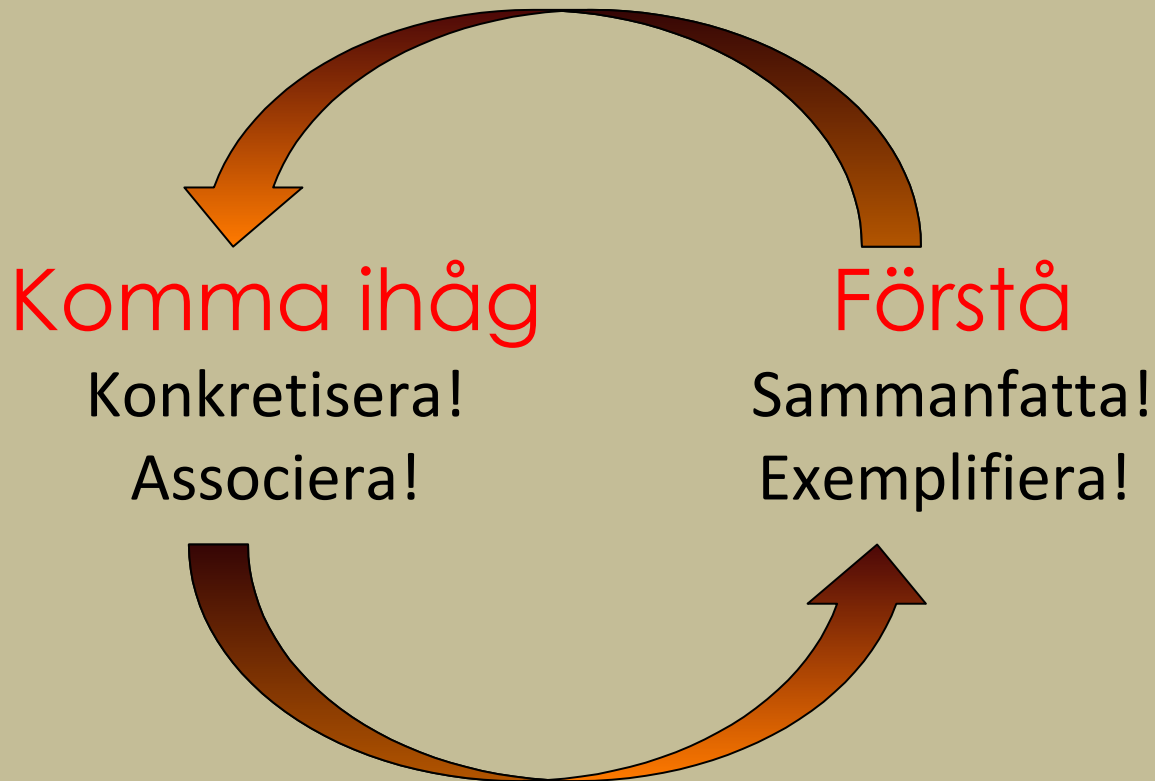 Komma ihåg
Konkretisera!
Associera!
Förstå
Sammanfatta!
Exemplifiera!